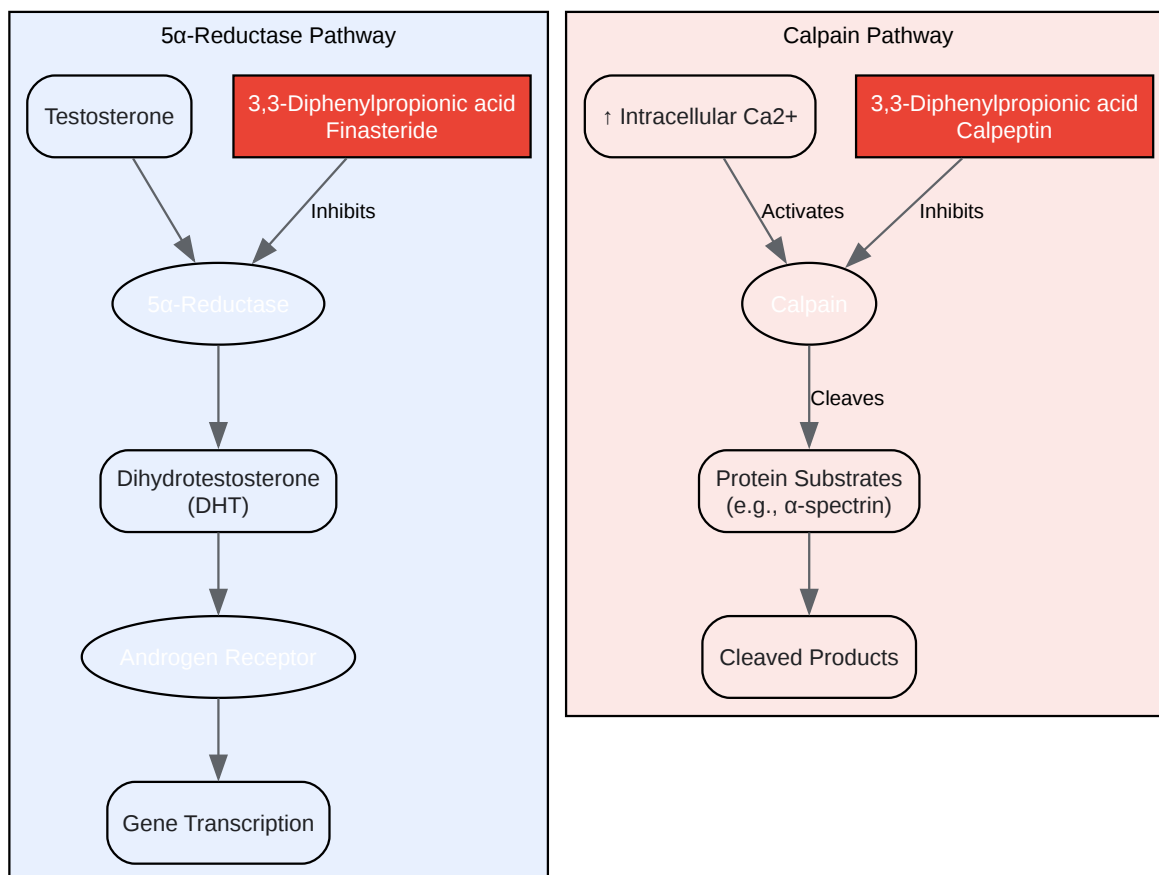 5α-Reductase Pathway
Testosterone
3,3-Diphenylpropionic acid
Finasteride
Inhibits
5α-Reductase
Dihydrotestosterone
(DHT)
Androgen Receptor
Gene Transcription
Calpain Pathway
↑ Intracellular Ca2+
3,3-Diphenylpropionic acid
Calpeptin
Activates
Inhibits
Calpain
Cleaves
Protein Substrates
(e.g., α-spectrin)
Cleaved Products